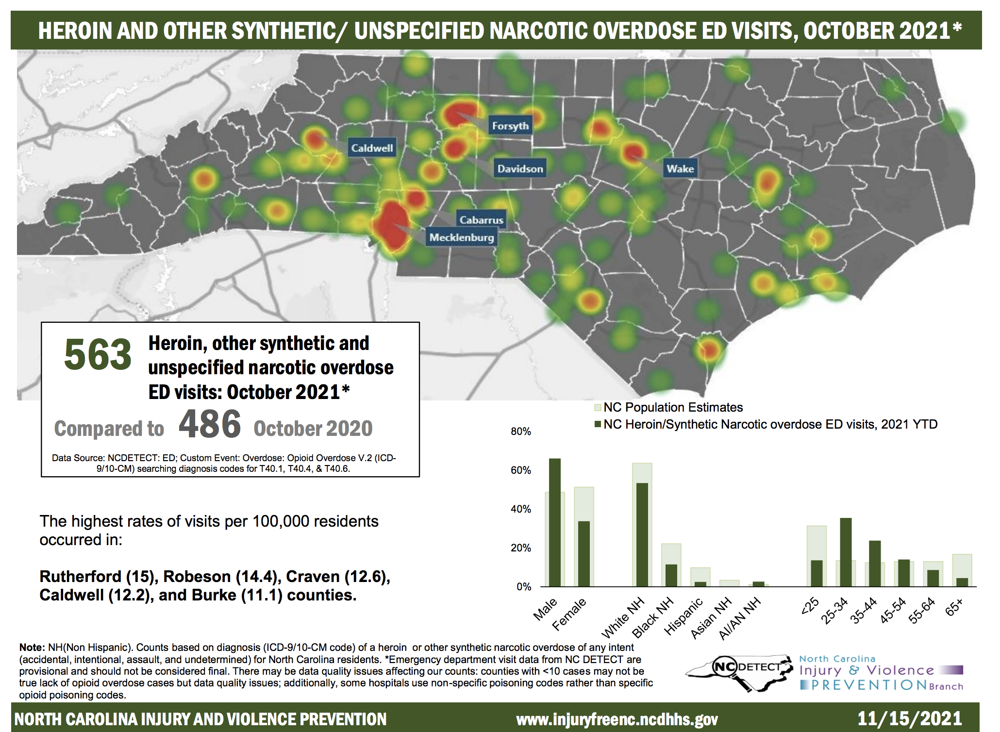 HEROIN AND OTHER SYNTHETIC/ UNSPECIFIED NARCOTIC OVERDOSE ED VISITS, OCTOBER 2021*
Forsyth
Caldwell
Davidson
Wake
Cabarrus
Mecklenburg
563
Heroin, other synthetic and
unspecified narcotic overdose
ED visits: October 2021*
Compared to 486 October 2020
Data Source: NCDETECT: ED; Custom Event: Overdose: Opioid Overdose V.2 (ICD-
9/10-CM) searching diagnosis codes for T40.1, T40.4, & T40.6.
The highest rates of visits per 100,000 residents
occurred in:
Rutherford (15), Robeson (14.4), Craven (12.6),
Caldwell (12.2), and Burke (11.1) counties.
NC Population Estimates
NC Heroin/Synthetic Narcotic overdose ED visits, 2021 YTD
80%
60%
40%
20%
0%
Male
Female
White NH
Black NH
Hispanic
Asian NH
AI/AN NH
<25
25-34
35-44
45-54
55-64
65+
Note: NH(Non Hispanic). Counts based on diagnosis (ICD-9/10-CM code) of a heroin or other synthetic narcotic overdose of any intent
(accidental, intentional, assault, and undetermined) for North Carolina residents. *Emergency department visit data from NC DETECT are
provisional and should not be considered final. There may be data quality issues affecting our counts: counties with <10 cases may not be
true lack of opioid overdose cases but data quality issues; additionally, some hospitals use non-specific poisoning codes rather than specific
opioid poisoning codes.
NC DETECT
North Carolina
Injury & Violence
PREVENTION Branch
NORTH CAROLINA INJURY AND VIOLENCE PREVENTION
www.injuryfreenc.ncdhhs.gov
11/15/2021